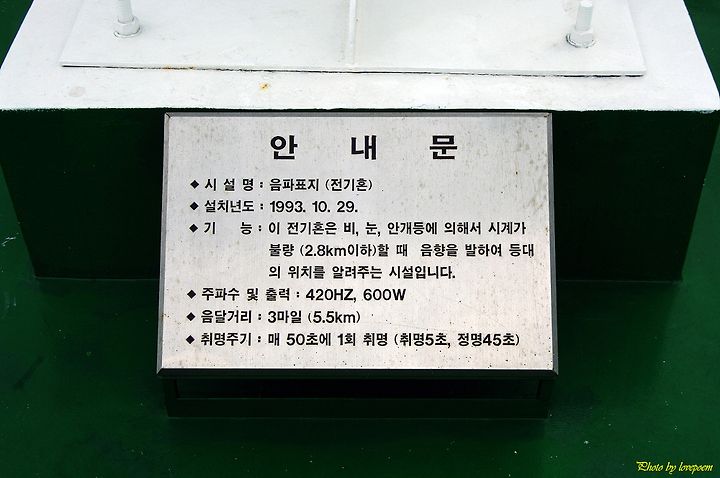 안 내 문
◆ 시 설 명 : 음파표지 (전기혼)
◆ 설치년도 : 1993. 10. 29.
◆ 기 능 : 이 전기혼은 비, 눈, 안개등에 의해서 시계가
불량 (2.8km이하)할 때 음향을 발하여 등대
의 위치를 알려주는 시설입니다.
◆ 주파수 및 출력 : 420HZ, 600W
◆ 음달거리 : 3마일 (5.5km)
◆ 취명주기 : 매 50초에 1회 취명 (취명5초, 정명45초)
Photo by lovepoem